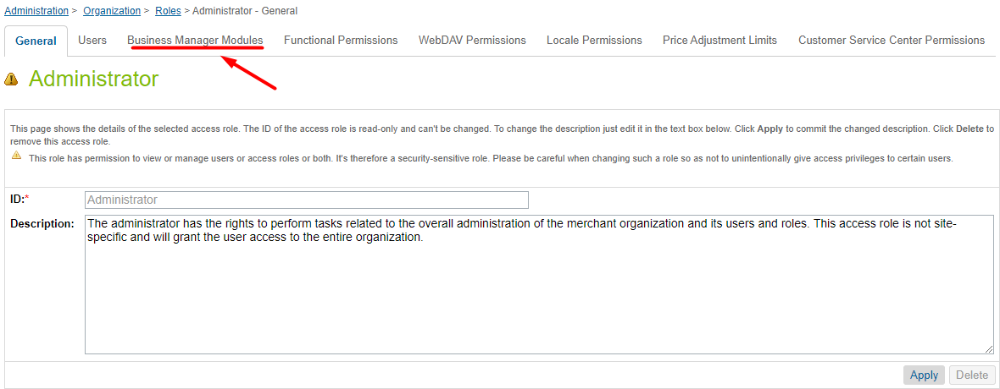 Administration > Organization > Roles > Administrator - General
General Users Business Manager Modules Functional Permissions WebDAV Permissions Locale Permissions Price Adjustment Limits Customer Service Center Permissions
Administrator
This page shows the details of the selected access role. The ID of the access role is read-only and can't be changed. To change the description just edit it in the text box below. Click Apply to commit the changed description. Click Delete to
remove this access role.
This role has permission to view or manage users or access roles or both. It's therefore a security-sensitive role. Please be careful when changing such a role so as not to unintentionally give access privileges to certain users.
ID:* Administrator
Description: The administrator has the rights to perform tasks related to the overall administration of the merchant organization and its users and roles. This access role is not site-
specific and will grant the user access to the entire organization.
Apply Delete